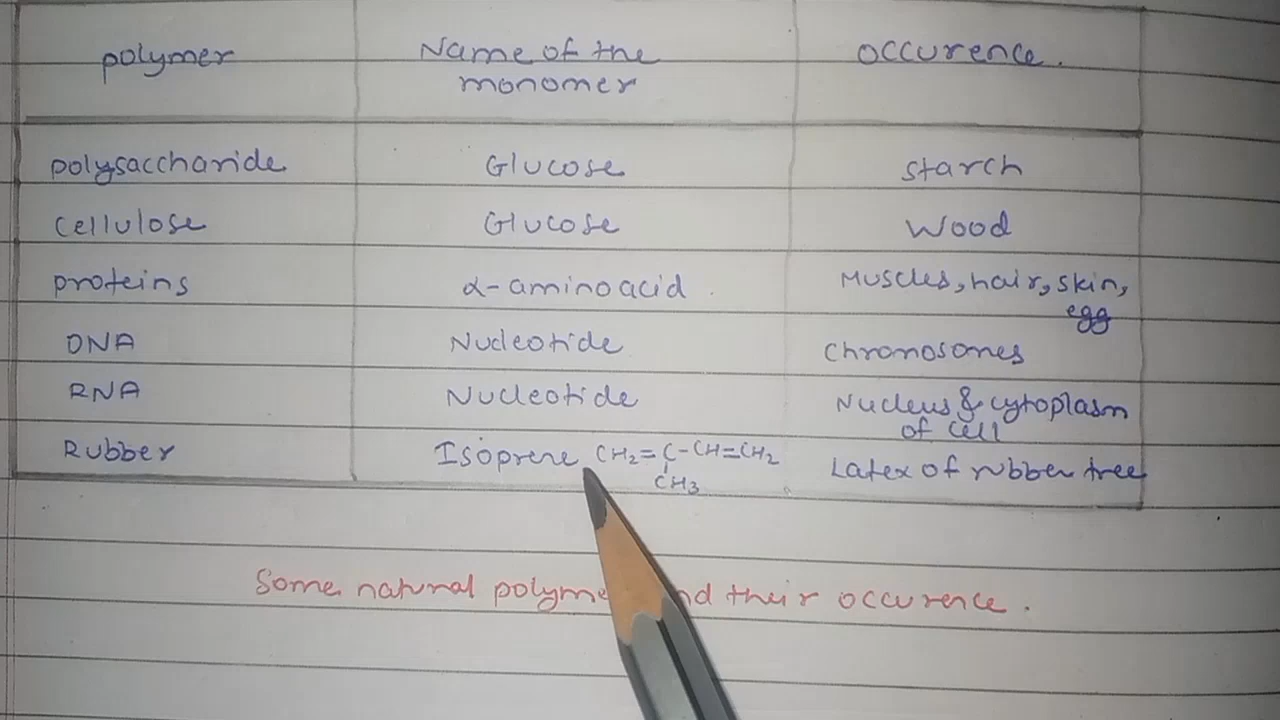 polymer Name of the monomer occurence.
polysaccharide Glucose starch
cellulose Glucose Wood
proteins α-aminoacid Muscles, hair, skin, egg
DNA Nucleotide chromosomes
RNA Nucleotide Nucleus & cytoplasm of cell
Rubber Isoprene CH₂=C-CH=CH₂ Latex of rubber tree
CH₃
Some natural their occurence.